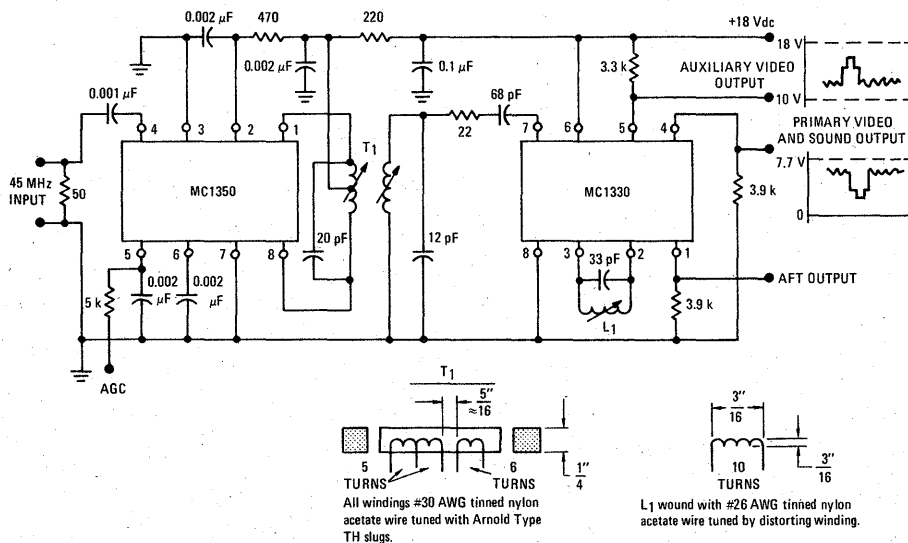 0.002 µF
470
220
+18 Vdc
18 V
0.002 µF
0.1 µF
3.3 k
AUXILIARY VIDEO
OUTPUT
10 V
0.001 µF
68 pF
22
4
3
2
1
T1
7
6
5
4
PRIMARY VIDEO
AND SOUND OUTPUT
7.7 V
0
45 MHz
INPUT
50
MC1350
MC1330
3.9 k
20 pF
12 pF
5
6
7
8
8
3
2
1
33 pF
L1
AFT OUTPUT
5 k
0.002
µF
0.002
µF
3.9 k
AGC
T1
5"
≈16
1"
4
5
TURNS
6
TURNS
All windings #30 AWG tinned nylon
acetate wire tuned with Arnold Type
TH slugs.
3"
16
3"
16
10
TURNS
L1 wound with #26 AWG tinned nylon
acetate wire tuned by distorting winding.